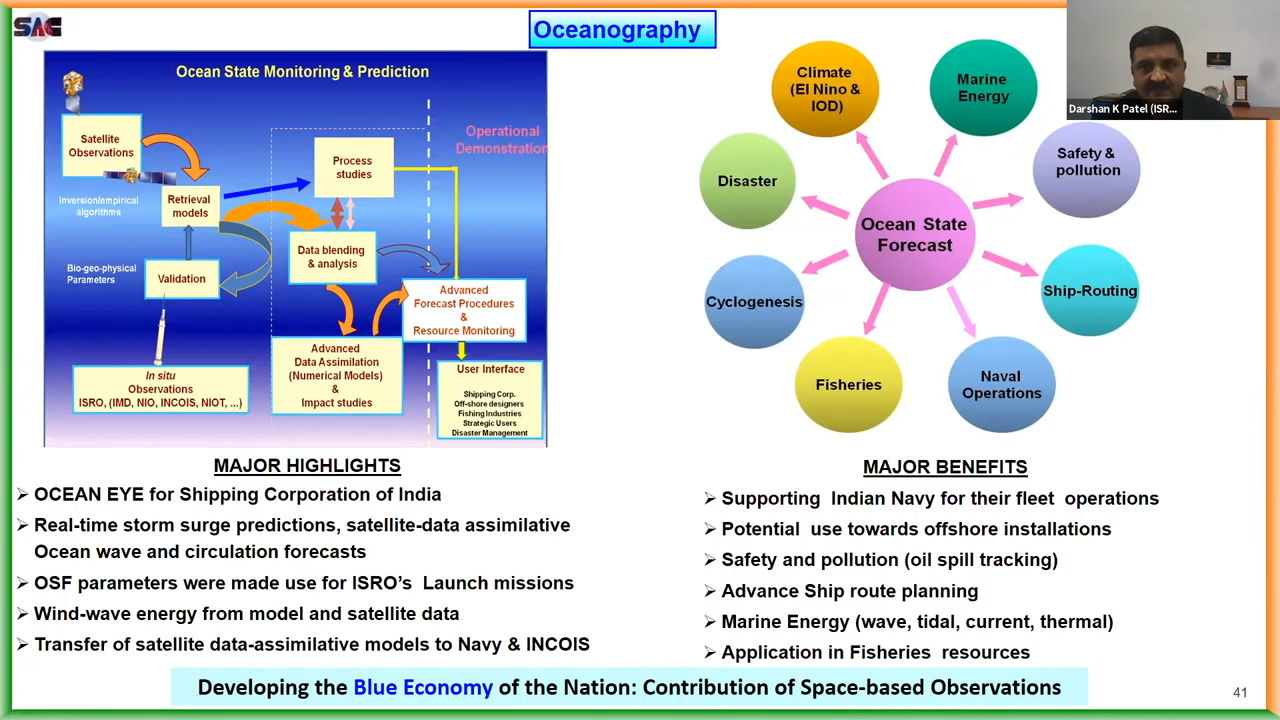 SAC
Oceanography
Darshan K Patel (ISR...
Ocean State Monitoring & Prediction
Satellite
Observations
Inversion/empirical
algorithms
Retrieval
models
Bio-geo-physical
Parameters
Validation
In situ
Observations
ISRO, (IMD, NIO, INCOIS, NIOT, ...)
Process
studies
Data blending
& analysis
Advanced
Data Assimilation
(Numerical Models)
&
Impact studies
Operational
Demonstration
Advanced
Forecast Procedures
&
Resource Monitoring
User Interface
Shipping Corp.
Off-shore designers
Fishing Industries
Strategic Users
Disaster Management
Climate
(El Nino &
IOD)
Marine
Energy
Safety &
pollution
Disaster
Ocean State
Forecast
Cyclogenesis
Ship-Routing
Fisheries
Naval
Operations
MAJOR HIGHLIGHTS
➢ OCEAN EYE for Shipping Corporation of India
➢ Real-time storm surge predictions, satellite-data assimilative
Ocean wave and circulation forecasts
➢ OSF parameters were made use for ISRO's Launch missions
➢ Wind-wave energy from model and satellite data
➢ Transfer of satellite data-assimilative models to Navy & INCOIS
MAJOR BENEFITS
➢ Supporting Indian Navy for their fleet operations
➢ Potential use towards offshore installations
➢ Safety and pollution (oil spill tracking)
➢ Advance Ship route planning
➢ Marine Energy (wave, tidal, current, thermal)
➢ Application in Fisheries resources
Developing the Blue Economy of the Nation: Contribution of Space-based Observations
41